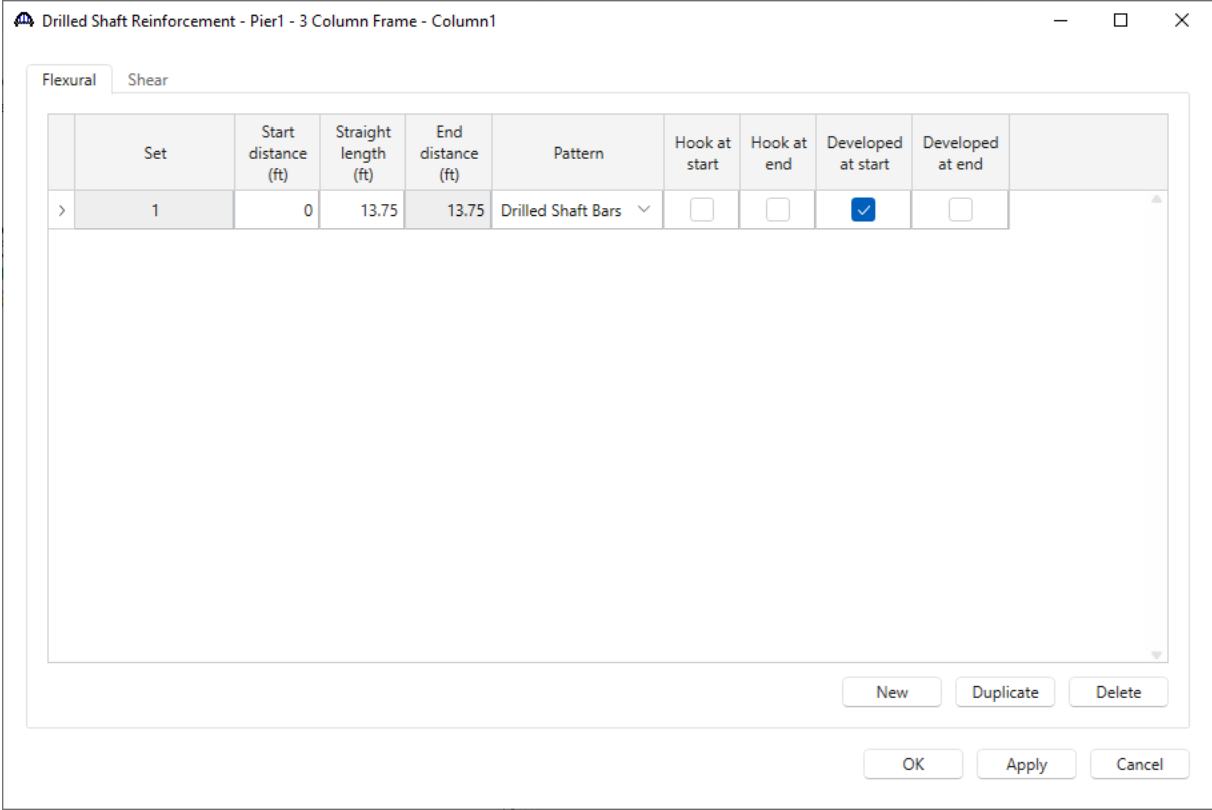 Drilled Shaft Reinforcement - Pier1 - 3 Column Frame - Column1
Flexural Shear
Set Start distance (ft) Straight length (ft) End distance (ft) Pattern Hook at start Hook at end Developed at start Developed at end
1 0 13.75 13.75 Drilled Shaft Bars
New Duplicate Delete
OK Apply Cancel